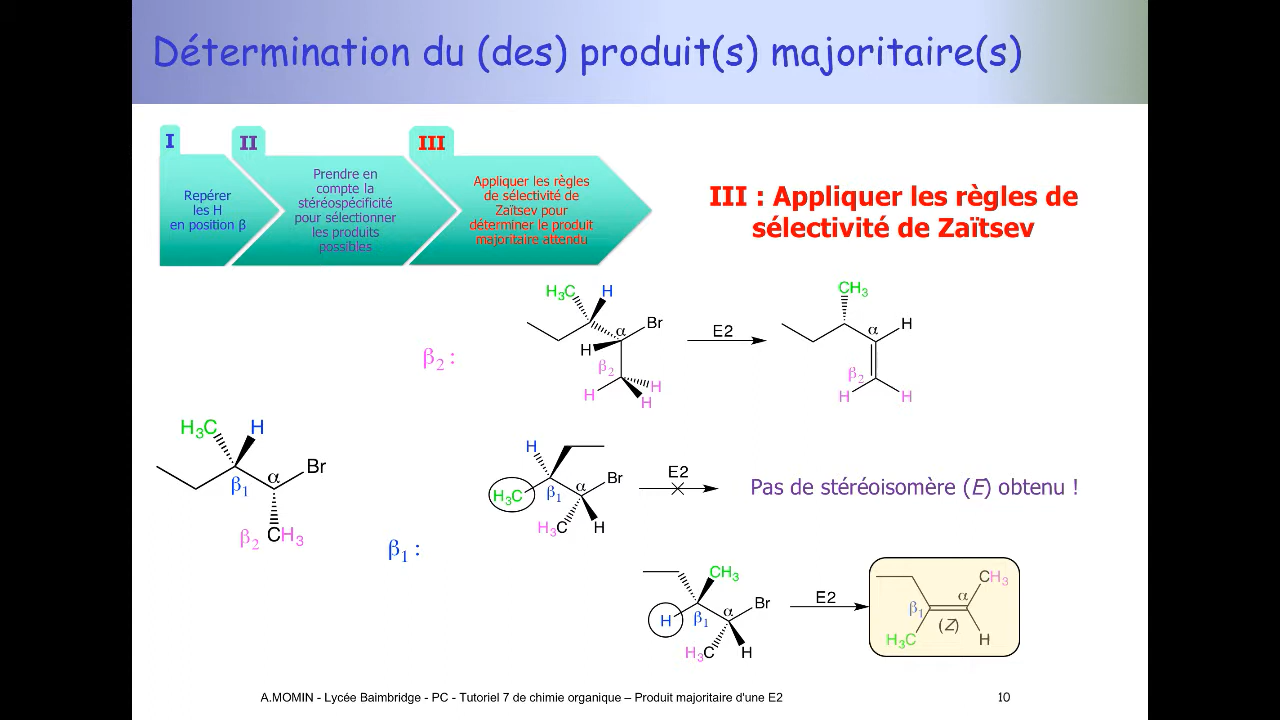 Détermination du (des) produit(s) majoritaire(s)
I
Repérer
les H
en position β
II
Prendre en
compte la
stéréospécificité
pour sélectionner
les produits
possibles
III
Appliquer les règles
de sélectivité de
Zaïtsev pour
déterminer le produit
majoritaire attendu
III : Appliquer les règles de
sélectivité de Zaïtsev
β₂ :
H₃C H
α Br
H
β₂
H H
H
E2
CH₃
α H
β₂
H H
H₃C H
α Br
β₁
β₂ CH₃
β₁ :
H
H₃C β₁ α Br
H₃C H
E2
Pas de stéréoisomère (E) obtenu !
CH₃
H β₁ α Br
H₃C H
E2
CH₃
β₁ α
(Z)
H₃C H
A.MOMIN - Lycée Baimbridge - PC - Tutoriel 7 de chimie organique – Produit majoritaire d'une E2
10